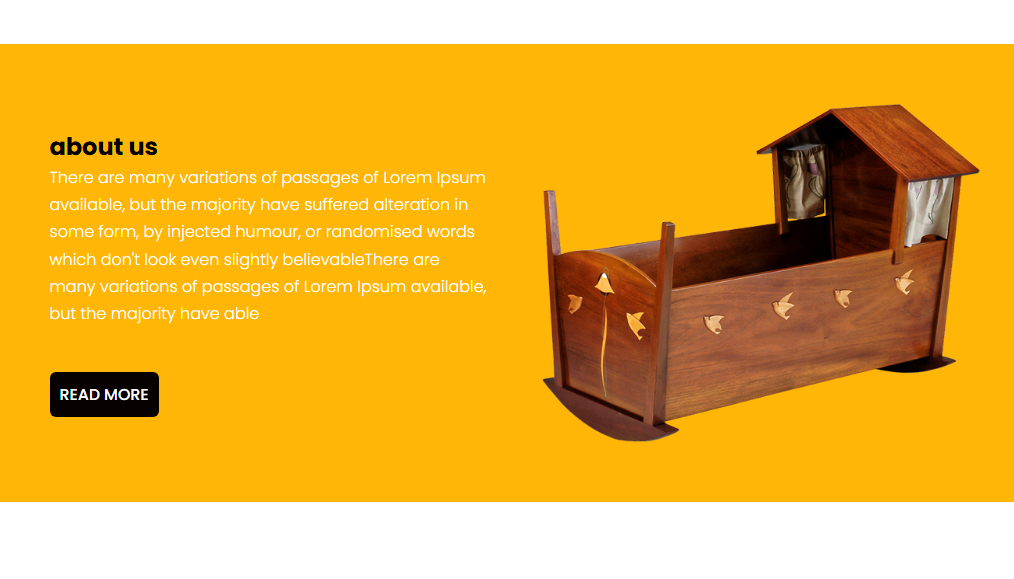 about us
There are many variations of passages of Lorem Ipsum
available, but the majority have suffered alteration in
some form, by injected humour, or randomised words
which don't look even slightly believableThere are
many variations of passages of Lorem Ipsum available,
but the majority have able
READ MORE